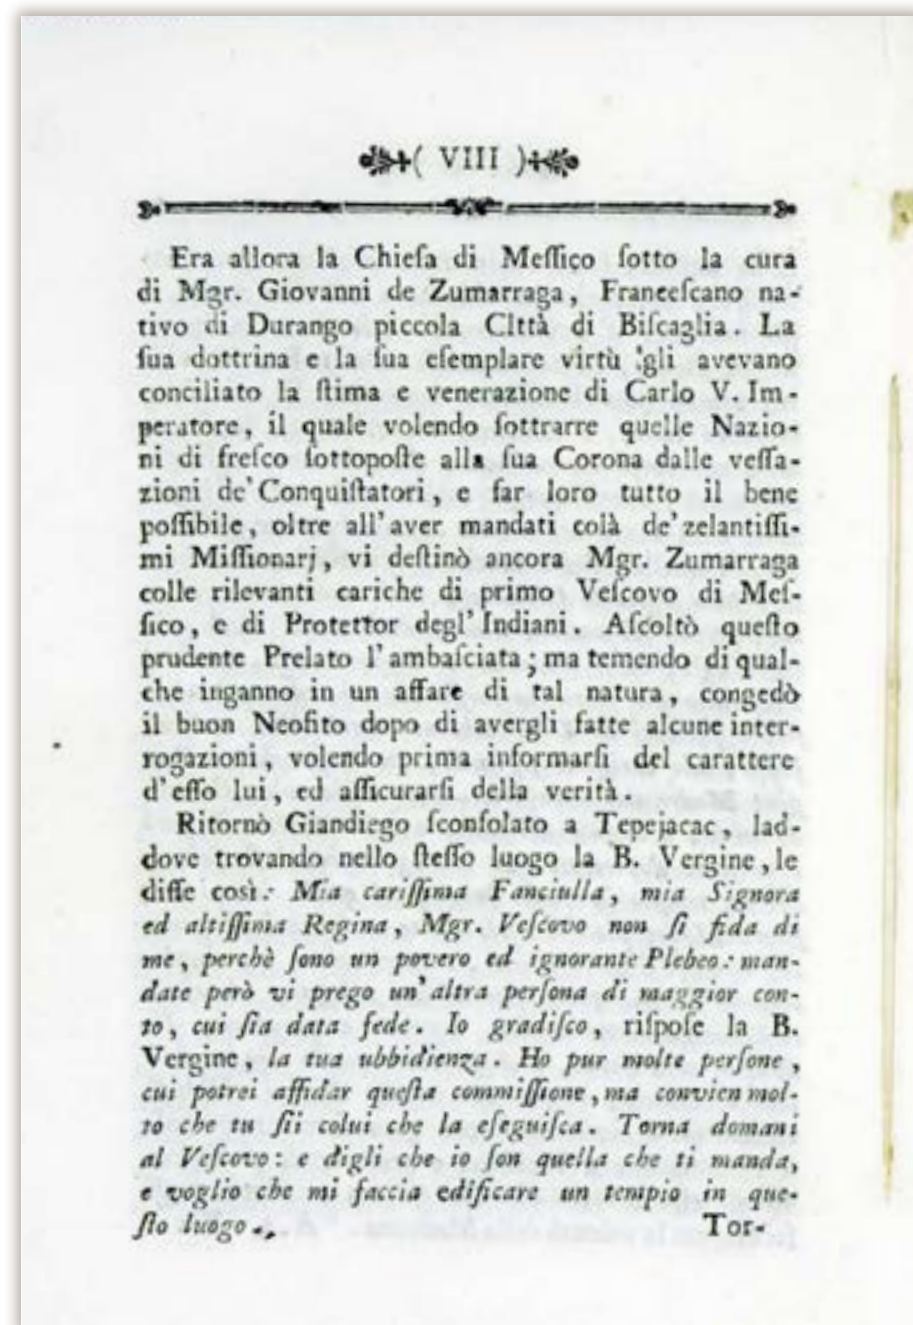 ( VIII )
Era allora la Chieſa di Meſſico ſotto la cura
di Mgr. Giovanni de Zumarraga, Franceſcano na-
tivo di Durango piccola Clttà di Biſcaglia. La
ſua dottrina e la ſua eſemplare virtù gli avevano
conciliato la ſtima e venerazione di Carlo V. Im-
peratore, il quale volendo ſottrarre quelle Nazio-
ni di freſco ſottopoſte alla ſua Corona dalle veſſa-
zioni de' Conquiſtatori, e far loro tutto il bene
poſſibile, oltre all' aver mandati colà de' zelantiſſi-
mi Miſſionarj, vi deſtinò ancora Mgr. Zumarraga
colle rilevanti cariche di primo Veſcovo di Meſ-
ſico, e di Protettor degl' Indiani. Aſcoltò queſto
prudente Prelato l' ambaſciata; ma temendo di qual-
che inganno in un affare di tal natura, congedò
il buon Neofito dopo di avergli fatte alcune inter-
rogazioni, volendo prima informarſi del carattere
d' eſſo lui, ed aſſicurarſi della verità.
Ritornò Giandiego ſconſolato a Tepejacac, lad-
dove trovando nello ſteſſo luogo la B. Vergine, le
diſſe così: Mia cariſſima Fanciulla, mia Signora
ed altiſſima Regina, Mgr. Veſcovo non ſi fida di
me, perchè ſono un povero ed ignorante Plebeo: man-
date però vi prego un' altra perſona di maggior con-
to, cui ſia data fede. Io gradiſco, riſpoſe la B.
Vergine, la tua ubbidienza. Ho pur molte perſone,
cui potrei affidar queſta commiſſione, ma convien mol-
to che tu ſii colui che la eſeguiſca. Torna domani
al Veſcovo: e digli che io ſon quella che ti manda,
e voglio che mi faccia edificare un tempio in que-
ſto luogo.,
Tor-